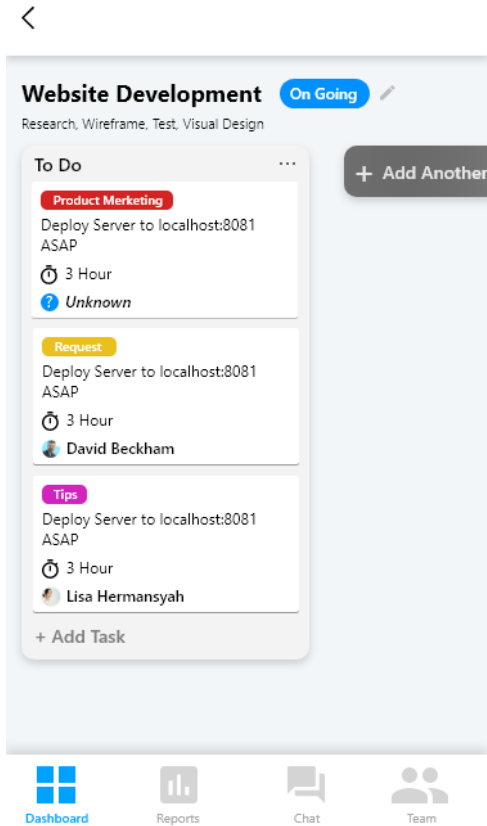 Website Development On Going
Research, Wireframe, Test, Visual Design
To Do ...
+ Add Another
Product Merketing
Deploy Server to localhost:8081
ASAP
3 Hour
? Unknown
Request
Deploy Server to localhost:8081
ASAP
3 Hour
David Beckham
Tips
Deploy Server to localhost:8081
ASAP
3 Hour
Lisa Hermansyah
+ Add Task
Dashboard Reports Chat Team